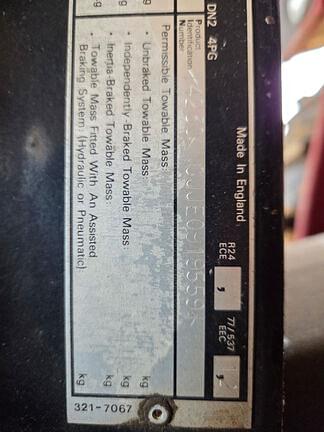 DN2 4PG
Made In England
Product
Identification
Number
R24
ECE
77/537
EEC
Permissible Towable Mass:
• Unbraked Towable Mass: kg
• Independently-Braked Towable Mass: kg
• Inertia-Braked Towable Mass: kg
• Towable Mass Fitted With An Assisted
Braking System: (Hydraulic or Pneumatic) kg
kg
kg
321-7067